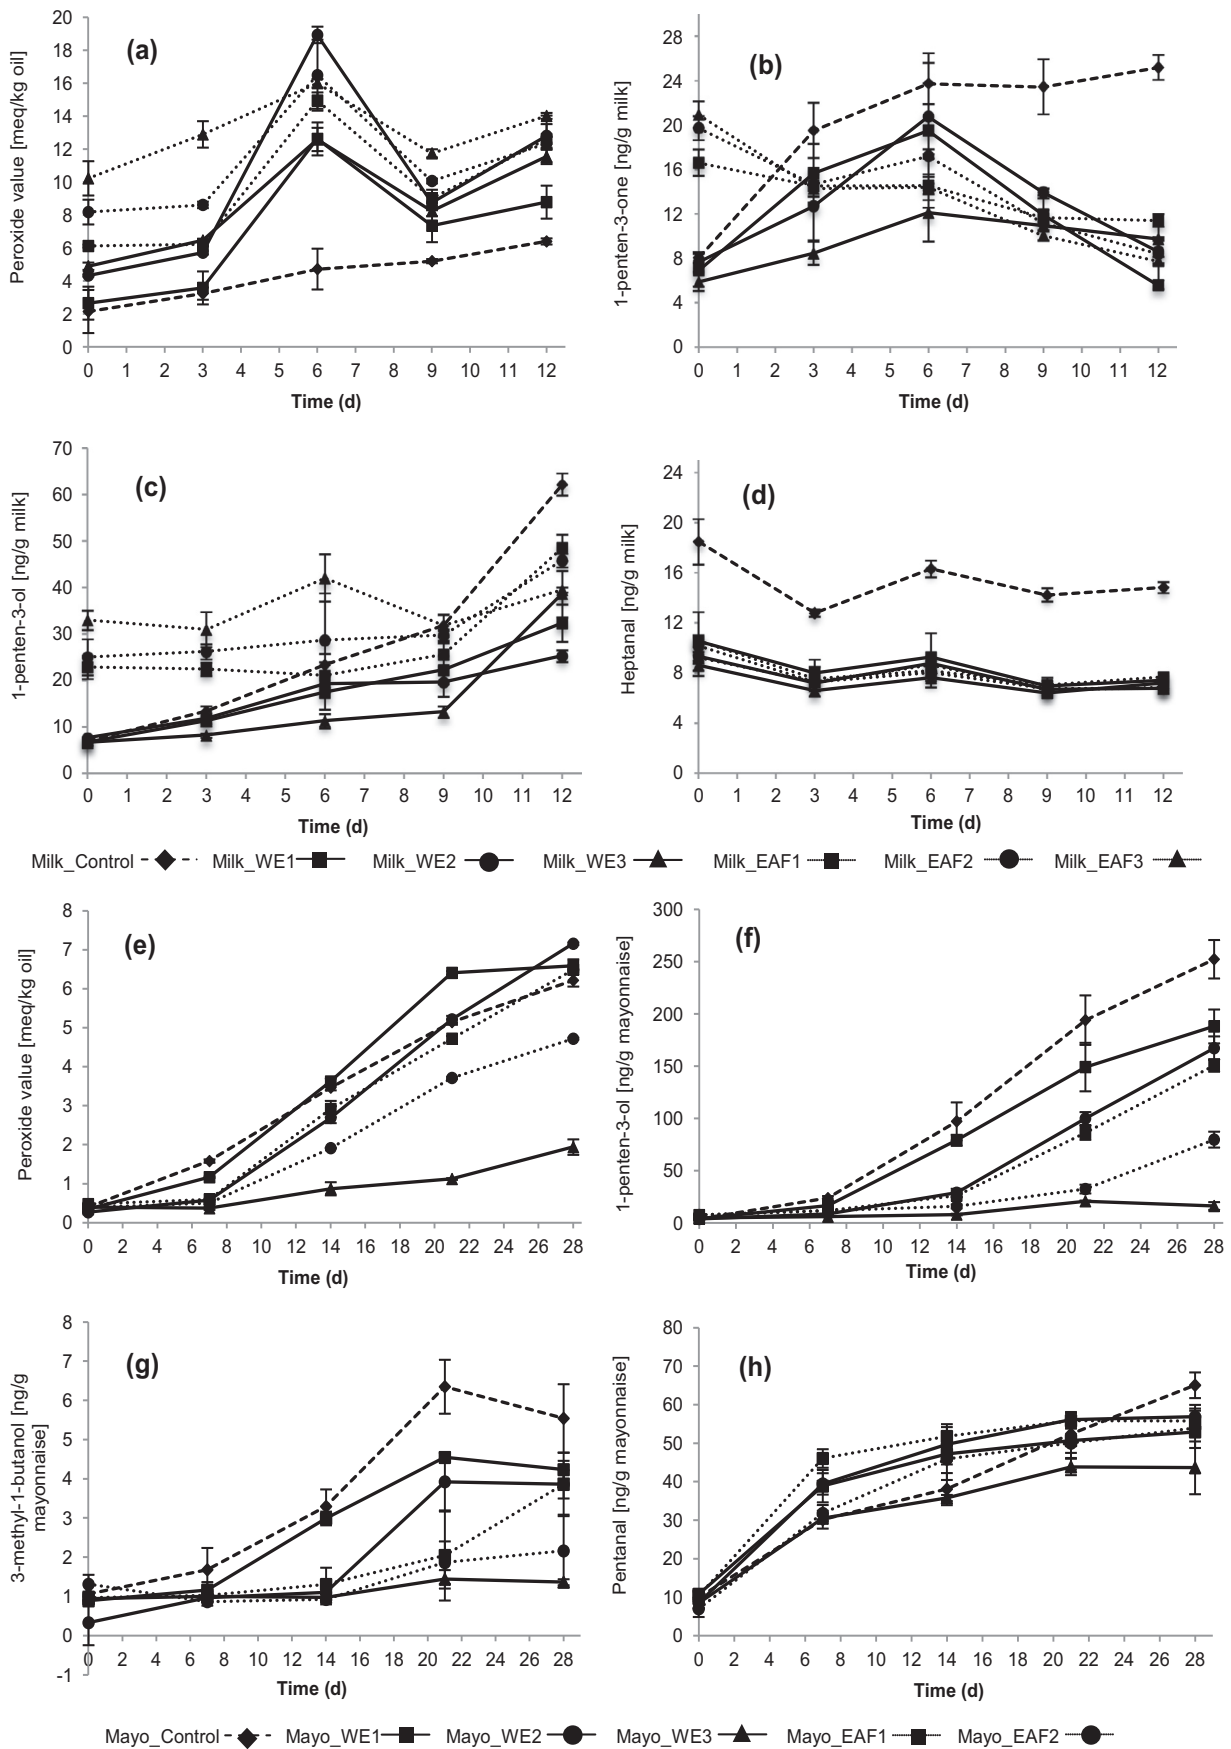 (a)
Peroxide value [meq/kg oil]
20
18
16
14
12
10
8
6
4
2
0
0 1 2 3 4 5 6 7 8 9 10 11 12
Time (d)
(b)
1-penten-3-one [ng/g milk]
28
24
20
16
12
8
4
0
0 1 2 3 4 5 6 7 8 9 10 11 12
Time (d)
(c)
1-penten-3-ol [ng/g milk]
70
60
50
40
30
20
10
0
0 1 2 3 4 5 6 7 8 9 10 11 12
Time (d)
(d)
Heptanal [ng/g milk]
24
20
16
12
8
4
0
0 1 2 3 4 5 6 7 8 9 10 11 12
Time (d)
Milk_Control Milk_WE1 Milk_WE2 Milk_WE3 Milk_EAF1 Milk_EAF2 Milk_EAF3
(e)
Peroxide value [meq/kg oil]
8
7
6
5
4
3
2
1
0
0 2 4 6 8 10 12 14 16 18 20 22 24 26 28
Time (d)
(f)
1-penten-3-ol [ng/g mayonnaise]
300
250
200
150
100
50
0
0 2 4 6 8 10 12 14 16 18 20 22 24 26 28
Time (d)
(g)
3-methyl-1-butanol [ng/g
mayonnaise]
8
7
6
5
4
3
2
1
0
-1
0 2 4 6 8 10 12 14 16 18 20 22 24 26 28
Time (d)
(h)
Pentanal [ng/g mayonnaise]
80
70
60
50
40
30
20
10
0
0 2 4 6 8 10 12 14 16 18 20 22 24 26 28
Time (d)
Mayo_Control Mayo_WE1 Mayo_WE2 Mayo_WE3 Mayo_EAF1 Mayo_EAF2